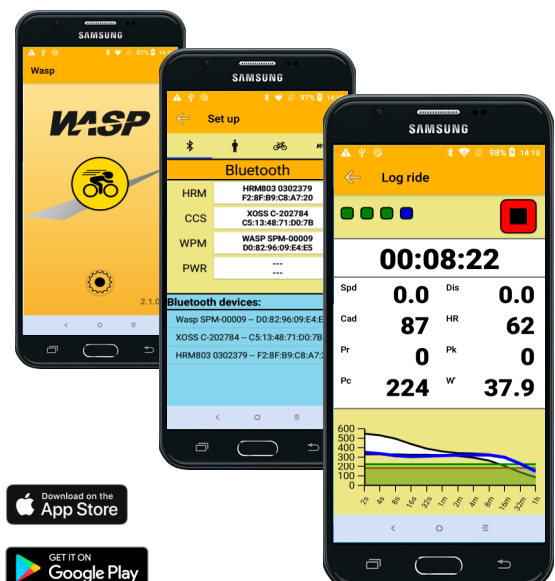 SAMSUNG
97% 14:1
Wasp
WASP
2.1.0
SAMSUNG
97% 14:1
Set up
Bluetooth
HRM
HRM803 0302379
F2:8F:B9:C8:A7:20
CCS
XOSS C-202784
C5:13:48:71:D0:7B
WPM
WASP SPM-00009
D0:82:96:09:E4:E5
PWR
---
---
Bluetooth devices:
Wasp SPM-00009 -- D0:82:96:09:E4:E
XOSS C-202784 -- C5:13:48:71:D0:7B
HRM803 0302379 -- F2:8F:B9:C8:A7:2
SAMSUNG
98% 14:10
Log ride
00:08:22
Spd 0.0 Dis 0.0
Cad 87 HR 62
Pr 0 Pk 0
Pc 224 W' 37.9
600
500
400
300
200
100
0
2s 4s 8s 16s 32s 1m 2m 4m 8m 16m 32m 1h
Download on the
App Store
GET IT ON
Google Play